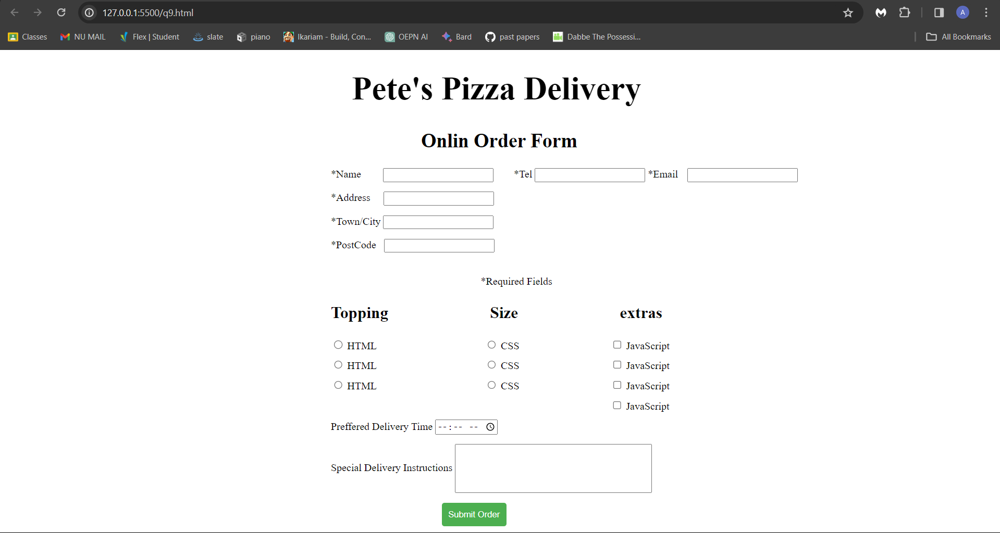 127.0.0.1:5500/q9.html
A
Classes NU MAIL Flex | Student slate piano Ikariam - Build, Con... OEPN AI Bard past papers Dabbe The Possessi... All Bookmarks
Pete's Pizza Delivery
Onlin Order Form
*Name *Tel *Email
*Address
*Town/City
*PostCode
*Required Fields
Topping Size extras
HTML CSS JavaScript
HTML CSS JavaScript
HTML CSS JavaScript
JavaScript
Preffered Delivery Time --:-- --
Special Delivery Instructions
Submit Order